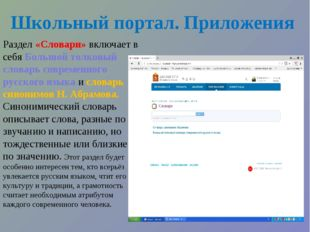 Школьный портал. Приложения
Раздел «Словари» включает в
себя Большой толковый
словарь современного
русского языка и словарь
синонимов Н. Абрамова.
Синонимический словарь
описывает слова, разные по
звучанию и написанию, но
тождественные или близкие
по значению. Этот раздел будет
особенно интересен тем, кто всерьёз
увлекается русским языком, чтит его
культуру и традиции, а грамотность
считает необходимым атрибутом
каждого современного человека.
Словари